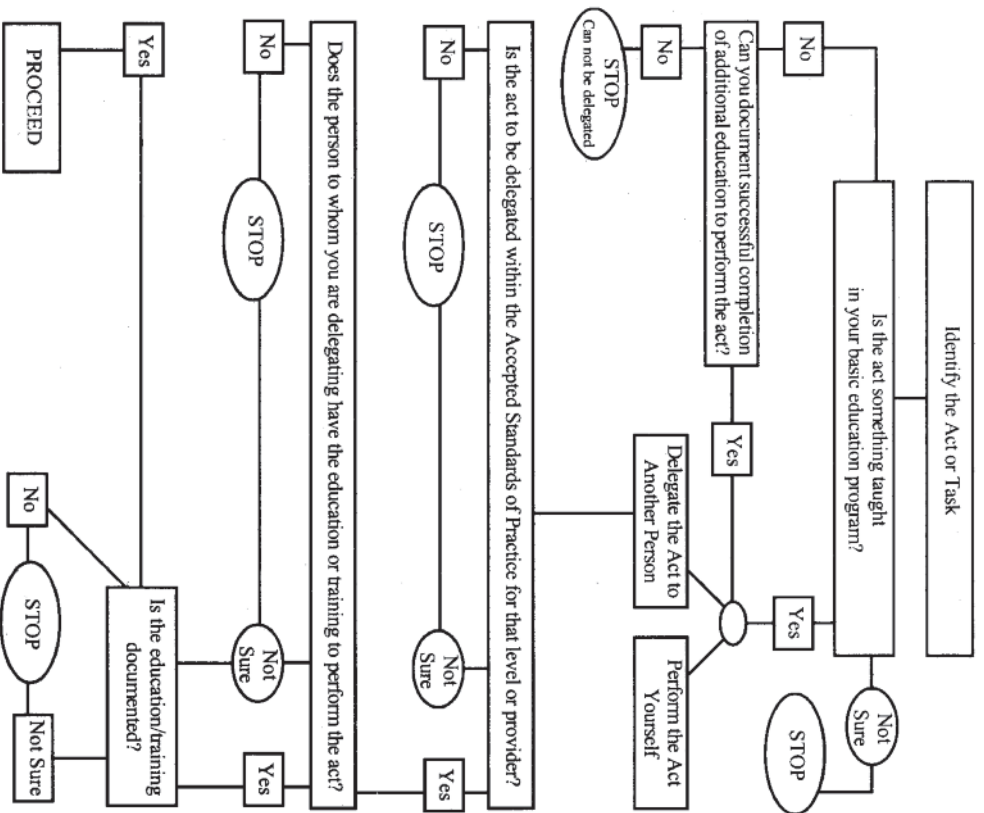 Identify the Act or Task
Is the act something taught
in your basic education program?
No
Yes
Not
Sure
STOP
Can you document successful completion
of additional education to perform the act?
No
Yes
STOP
Can not be delegated
Delegate the Act to
Another Person
Perform the Act
Yourself
Is the act to be delegated within the Accepted Standards of Practice for that level or provider?
No
STOP
Not
Sure
Yes
Does the person to whom you are delegating have the education or training to perform the act?
No
STOP
Not
Sure
Yes
Is the education/training
documented?
Yes
PROCEED
No
STOP
Not Sure